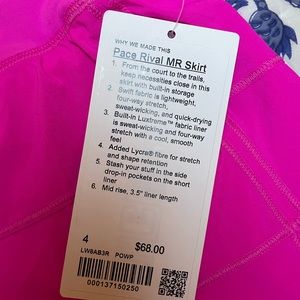 WHY WE MADE THIS
Pace Rival MR Skirt
1. From the court to the trails,
keep necessities close in this
skirt with built-in storage
2. Swift fabric is lightweight,
four-way stretch,
sweat-wicking, and quick-drying
3. Built-in Luxtreme™ fabric liner
is sweat-wicking and four-way
stretch with a cool, smooth
feel
4. Added Lycra® fibre for stretch
and shape retention
5. Stash your stuff in the side
drop-in pockets on the short
liner
6. Mid rise, 3.5" liner length
4
$68.00
LW8AB3R POWP
000137150250